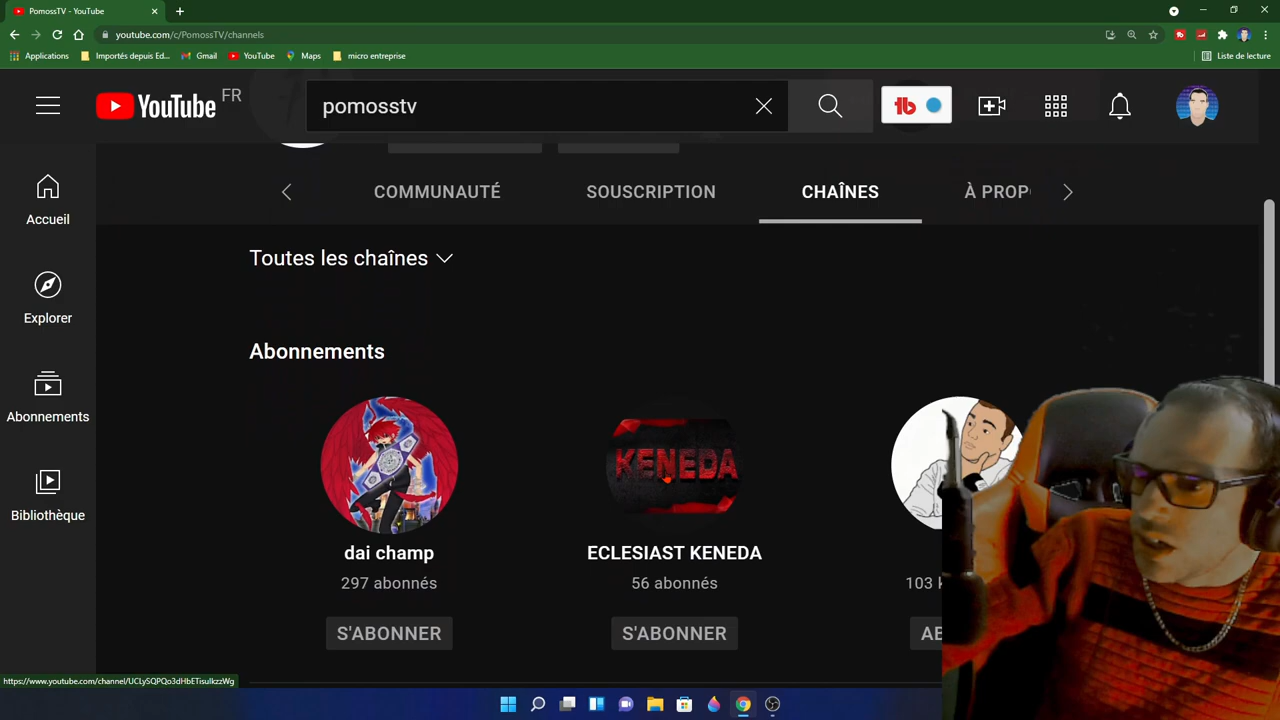 PomossTV - YouTube
youtube.com/c/PomossTV/channels
Applications
Importés depuis Ed...
Gmail
YouTube
Maps
micro entreprise
Liste de lecture
YouTube FR
pomosstv
Accueil
Explorer
Abonnements
Bibliothèque
COMMUNAUTÉ
SOUSCRIPTION
CHAÎNES
À PROP
Toutes les chaînes
Abonnements
KENEDA
dai champ
ECLESIAST KENEDA
297 abonnés
56 abonnés
103 k
S'ABONNER
S'ABONNER
AB
https://www.youtube.com/channel/UCLySQPQo3dHbETisulkzzWg